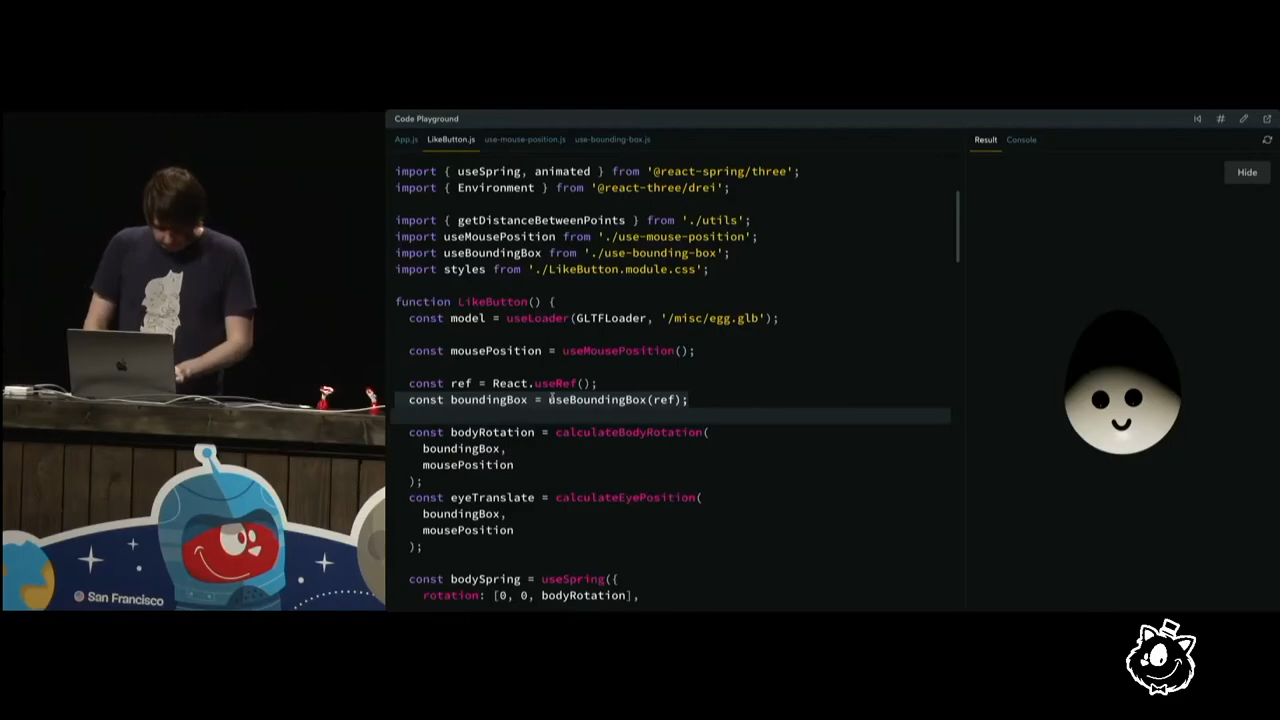 Code Playground
App.js LikeButton.js use-mouse-position.js use-bounding-box.js
Result Console
Hide
import { useSpring, animated } from '@react-spring/three';
import { Environment } from '@react-three/drei';
import { getDistanceBetweenPoints } from './utils';
import useMousePosition from './use-mouse-position';
import useBoundingBox from './use-bounding-box';
import styles from './LikeButton.module.css';
function LikeButton() {
const model = useLoader(GLTFLoader, '/misc/egg.glb');
const mousePosition = useMousePosition();
const ref = React.useRef();
const boundingBox = useBoundingBox(ref);
const bodyRotation = calculateBodyRotation(
boundingBox,
mousePosition
);
const eyeTranslate = calculateEyePosition(
boundingBox,
mousePosition
);
const bodySpring = useSpring({
rotation: [0, 0, bodyRotation],
San Francisco